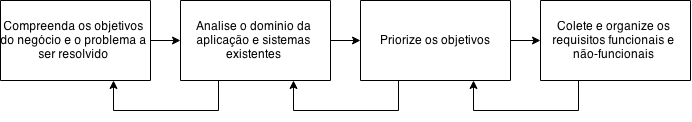 Compreenda os objetivos
do negócio e o problema a
ser resolvido
Analise o domínio da
aplicação e sistemas
existentes
Priorize os objetivos
Colete e organize os
requisitos funcionais e
não-funcionais